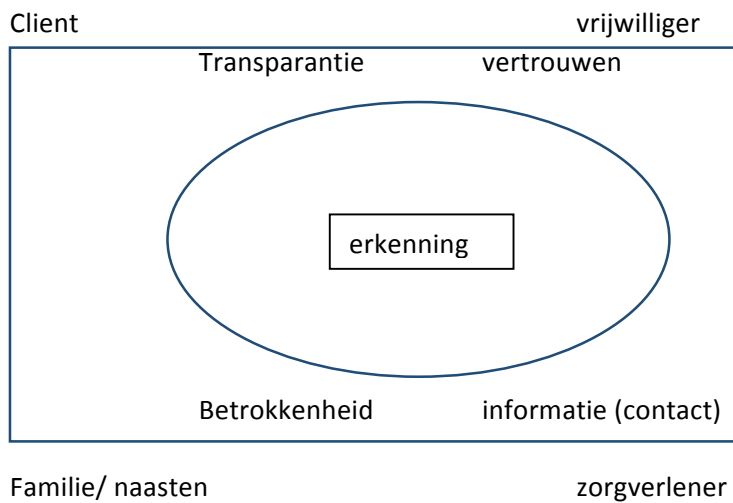 Client vrijwilliger
Transparantie vertrouwen
erkenning
Betrokkenheid informatie (contact)
Familie/ naasten zorgverlener